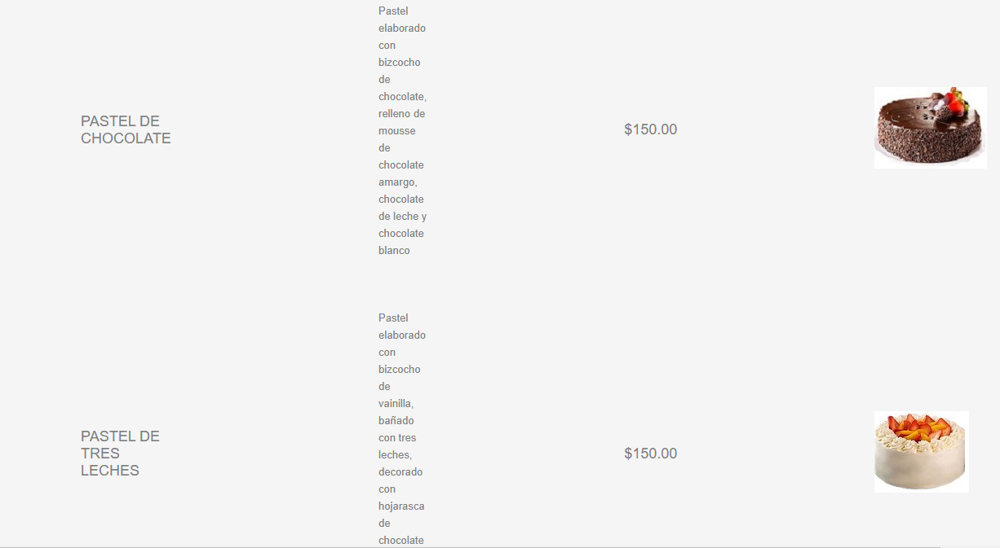 PASTEL DE
CHOCOLATE
Pastel
elaborado
con
bizcocho
de
chocolate,
relleno de
mousse
de
chocolate
amargo,
chocolate
de leche y
chocolate
blanco
$150.00
PASTEL DE
TRES
LECHES
Pastel
elaborado
con
bizcocho
de
vainilla,
bañado
con tres
leches,
decorado
con
hojarasca
de
chocolate
$150.00